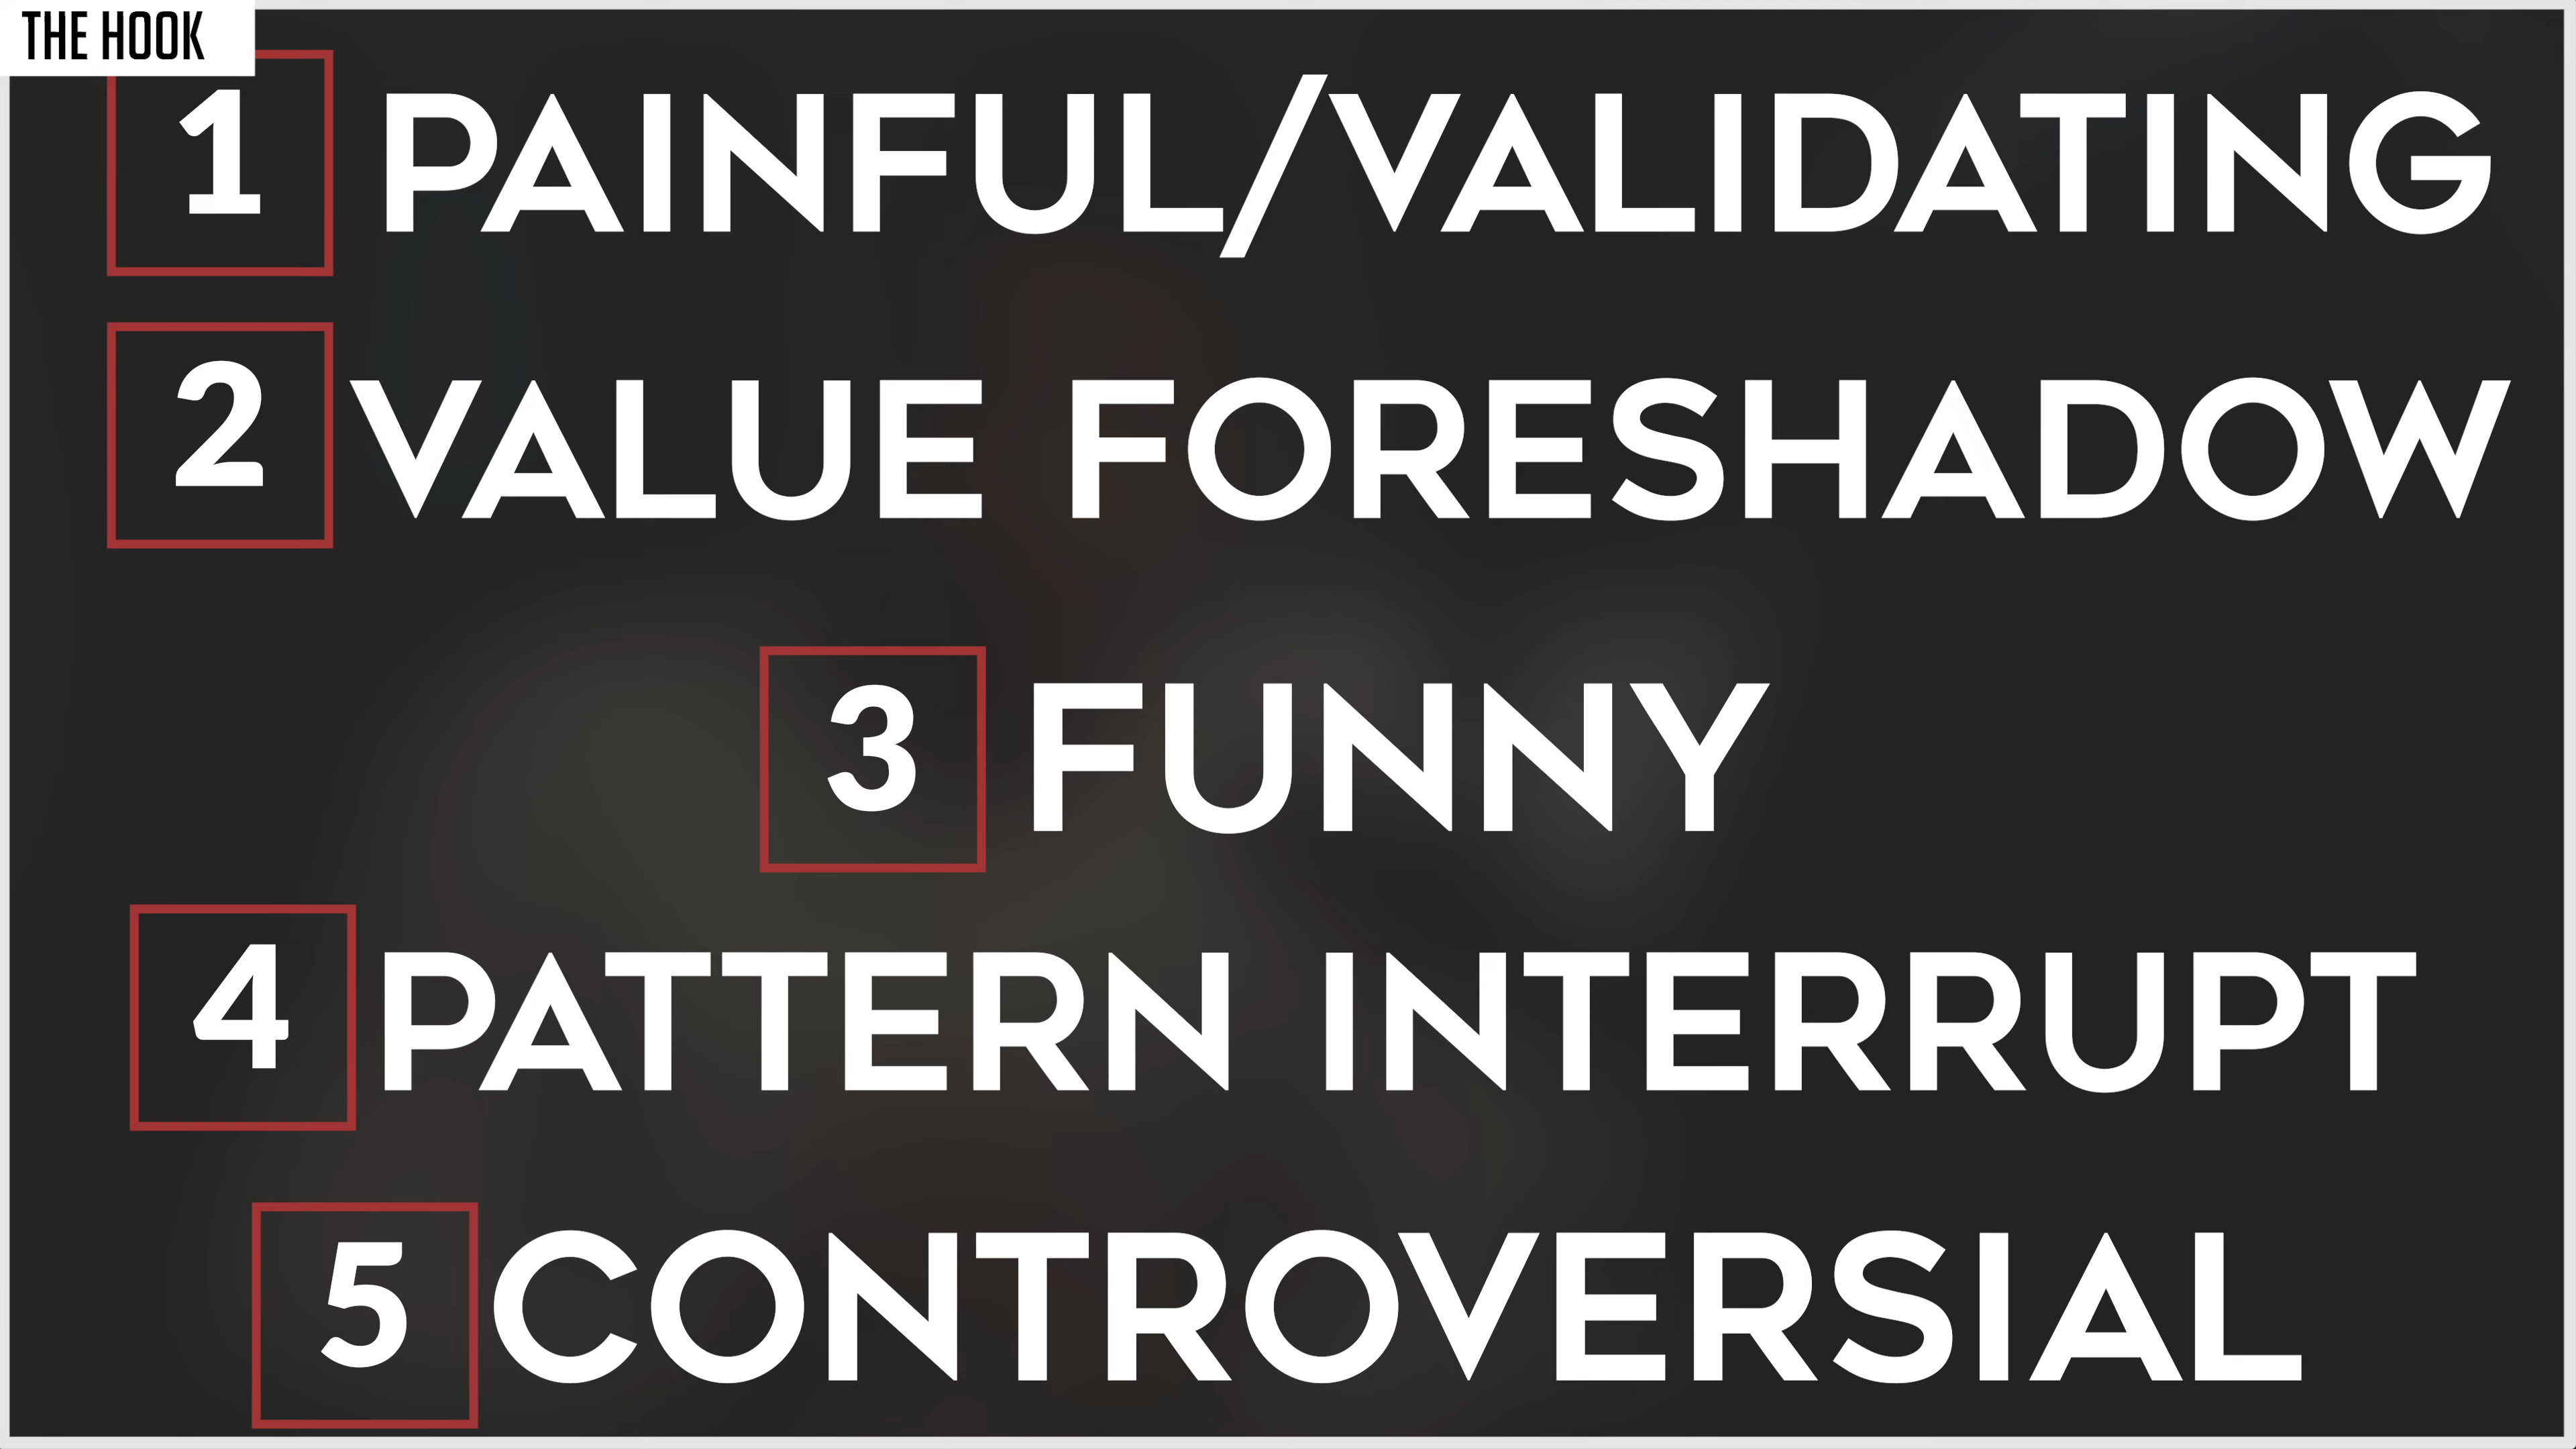 THE HOOK
1 PAINFUL/VALIDATING
2 VALUE FORESHADOW
3 FUNNY
4 PATTERN INTERRUPT
5 CONTROVERSIAL